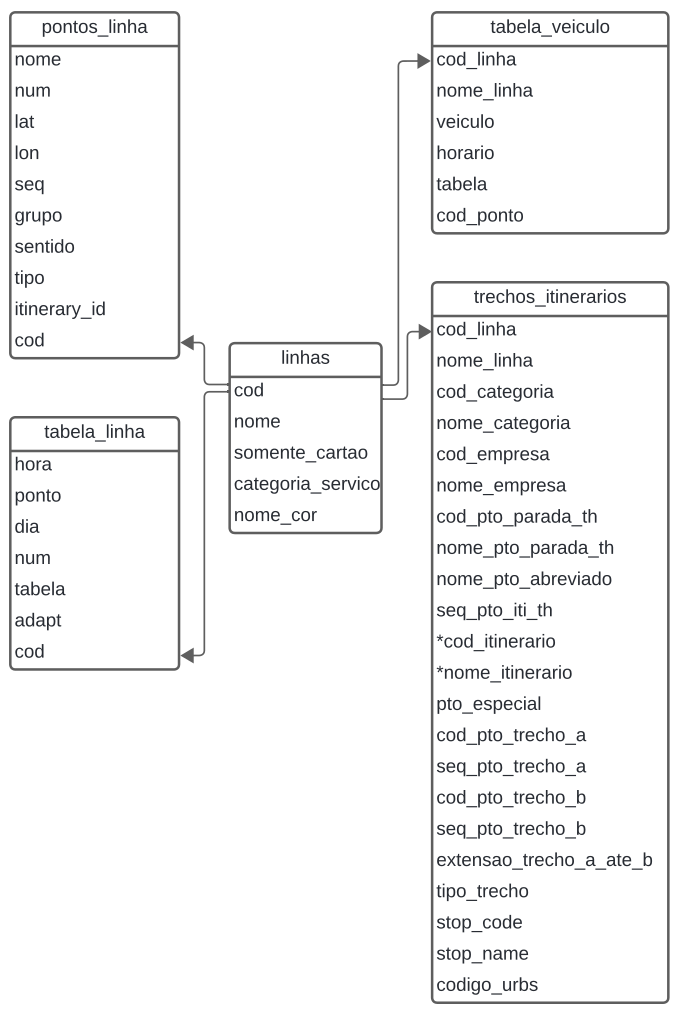 pontos_linha
nome
num
lat
lon
seq
grupo
sentido
tipo
itinerary_id
cod
tabela_linha
hora
ponto
dia
num
tabela
adapt
cod
linhas
cod
nome
somente_cartao
categoria_servico
nome_cor
tabela_veiculo
cod_linha
nome_linha
veiculo
horario
tabela
cod_ponto
trechos_itinerarios
cod_linha
nome_linha
cod_categoria
nome_categoria
cod_empresa
nome_empresa
cod_pto_parada_th
nome_pto_parada_th
nome_pto_abreviado
seq_pto_iti_th
*cod_itinerario
*nome_itinerario
pto_especial
cod_pto_trecho_a
seq_pto_trecho_a
cod_pto_trecho_b
seq_pto_trecho_b
extensao_trecho_a_ate_b
tipo_trecho
stop_code
stop_name
codigo_urbs